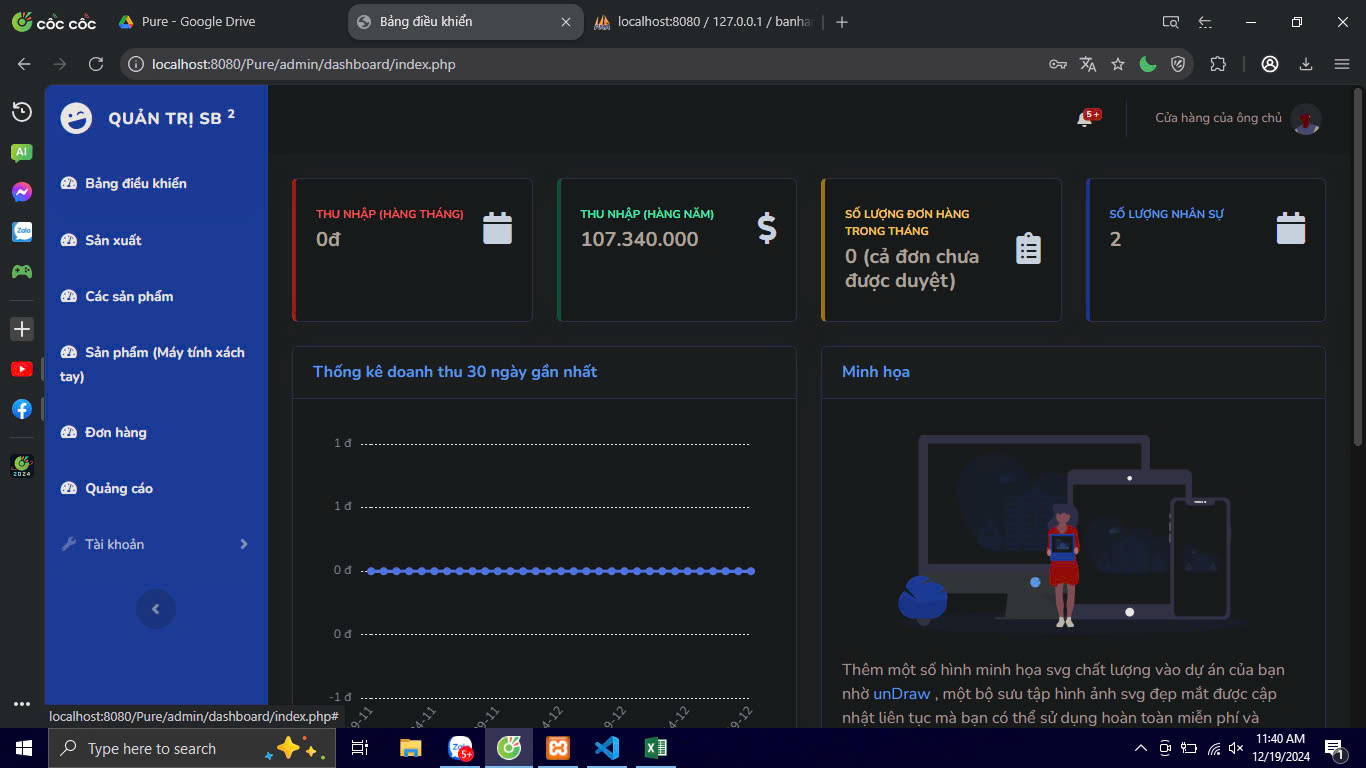 cốc cốc
Pure - Google Drive
Bảng điều khiển
localhost:8080 / 127.0.0.1 / banha
localhost:8080/Pure/admin/dashboard/index.php
AI
Zalo
2024
QUẢN TRỊ SB 2
Bảng điều khiển
Sản xuất
Các sản phẩm
Sản phẩm (Máy tính xách
tay)
Đơn hàng
Quảng cáo
Tài khoản
5+
Cửa hàng của ông chủ
THU NHẬP (HÀNG THÁNG)
0đ
THU NHẬP (HÀNG NĂM)
107.340.000
SỐ LƯỢNG ĐƠN HÀNG
TRONG THÁNG
0 (cả đơn chưa
được duyệt)
SỐ LƯỢNG NHÂN SỰ
2
Thống kê doanh thu 30 ngày gần nhất
1 đ
1 đ
0 đ
0 đ
-1 đ
9-11
4-11
9-11
4-12
9-12
4-12
9-12
Minh họa
Thêm một số hình minh họa svg chất lượng vào dự án của bạn
nhờ unDraw , một bộ sưu tập hình ảnh svg đẹp mắt được cập
nhật liên tục mà bạn có thể sử dụng hoàn toàn miễn phí và
localhost:8080/Pure/admin/dashboard/index.php#
Type here to search
Zalo
5+
11:40 AM
12/19/2024
1